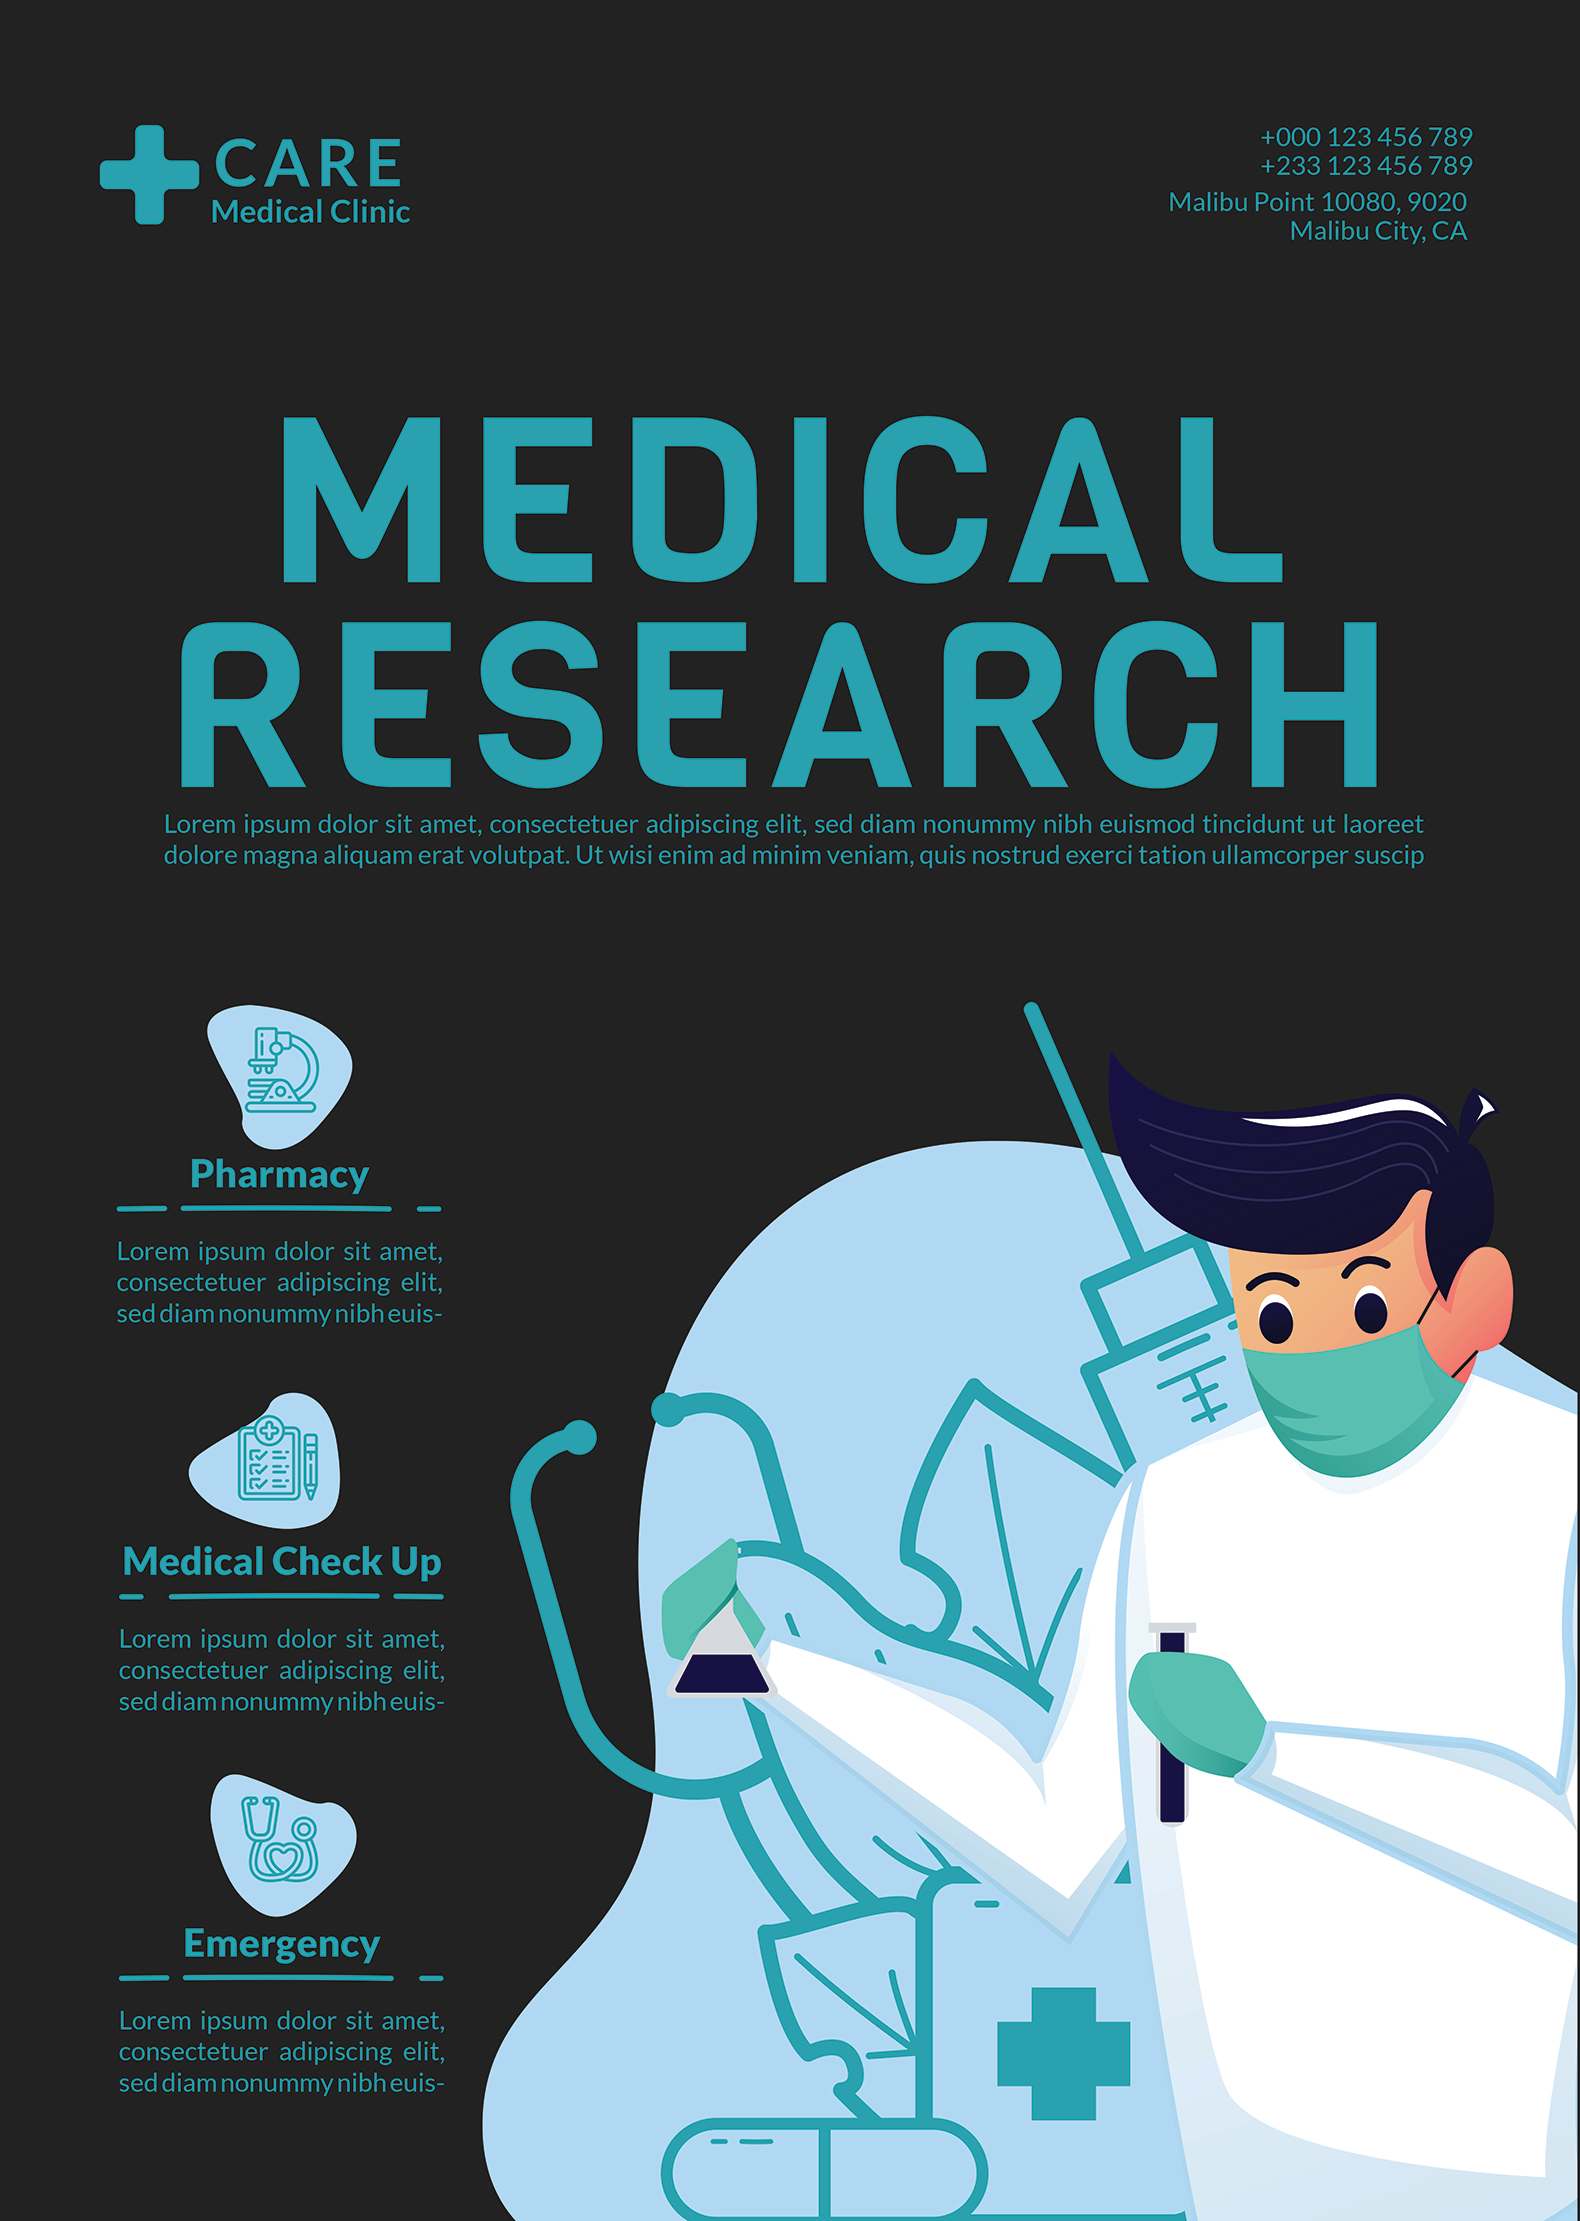 CARE
Medical Clinic
+000 123 456 789
+233 123 456 789
Malibu Point 10080, 9020
Malibu City, CA
MEDICAL
RESEARCH
Lorem ipsum dolor sit amet, consectetuer adipiscing elit, sed diam nonummy nibh euismod tincidunt ut laoreet
dolore magna aliquam erat volutpat. Ut wisi enim ad minim veniam, quis nostrud exerci tation ullamcorper suscip
Pharmacy
Lorem ipsum dolor sit amet,
consectetuer adipiscing elit,
sed diam nonummy nibh euis-
Medical Check Up
Lorem ipsum dolor sit amet,
consectetuer adipiscing elit,
sed diam nonummy nibh euis-
Emergency
Lorem ipsum dolor sit amet,
consectetuer adipiscing elit,
sed diam nonummy nibh euis-